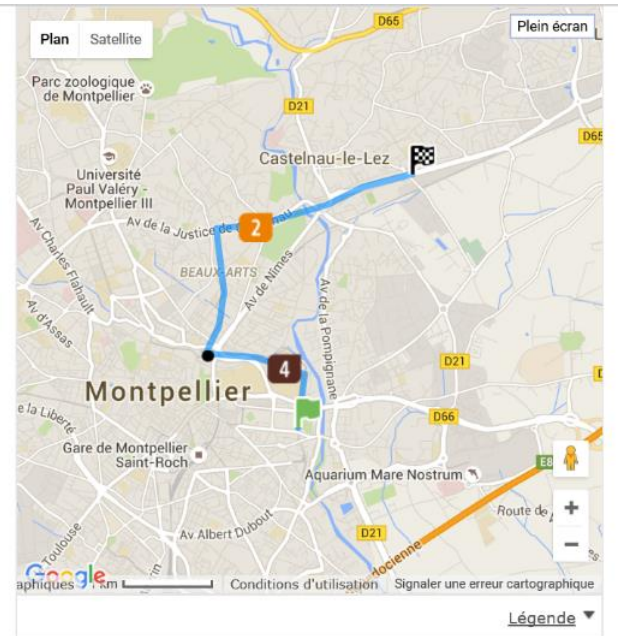 D65
Plein écran
Plan
Satellite
Parc zoologique
de Montpellier
D21
D65
Castelnau-le-Lez
Université
Paul Valéry -
Montpellier III
Av de la Justice de
2
Av Charles Flahault
BEAUX-ARTS
Av de Nîmes
Av d'Assas
Av de la Pompignane
4
D21
Montpellier
D66
e la Liberté
Gare de Montpellier
Saint-Roch
E8
Aquarium Mare Nostrum
Route de
+
Av Albert Dubout
D21
−
Toulouse
Google
aphiques
km
Conditions d'utilisation
Signaler une erreur cartographique
Légende